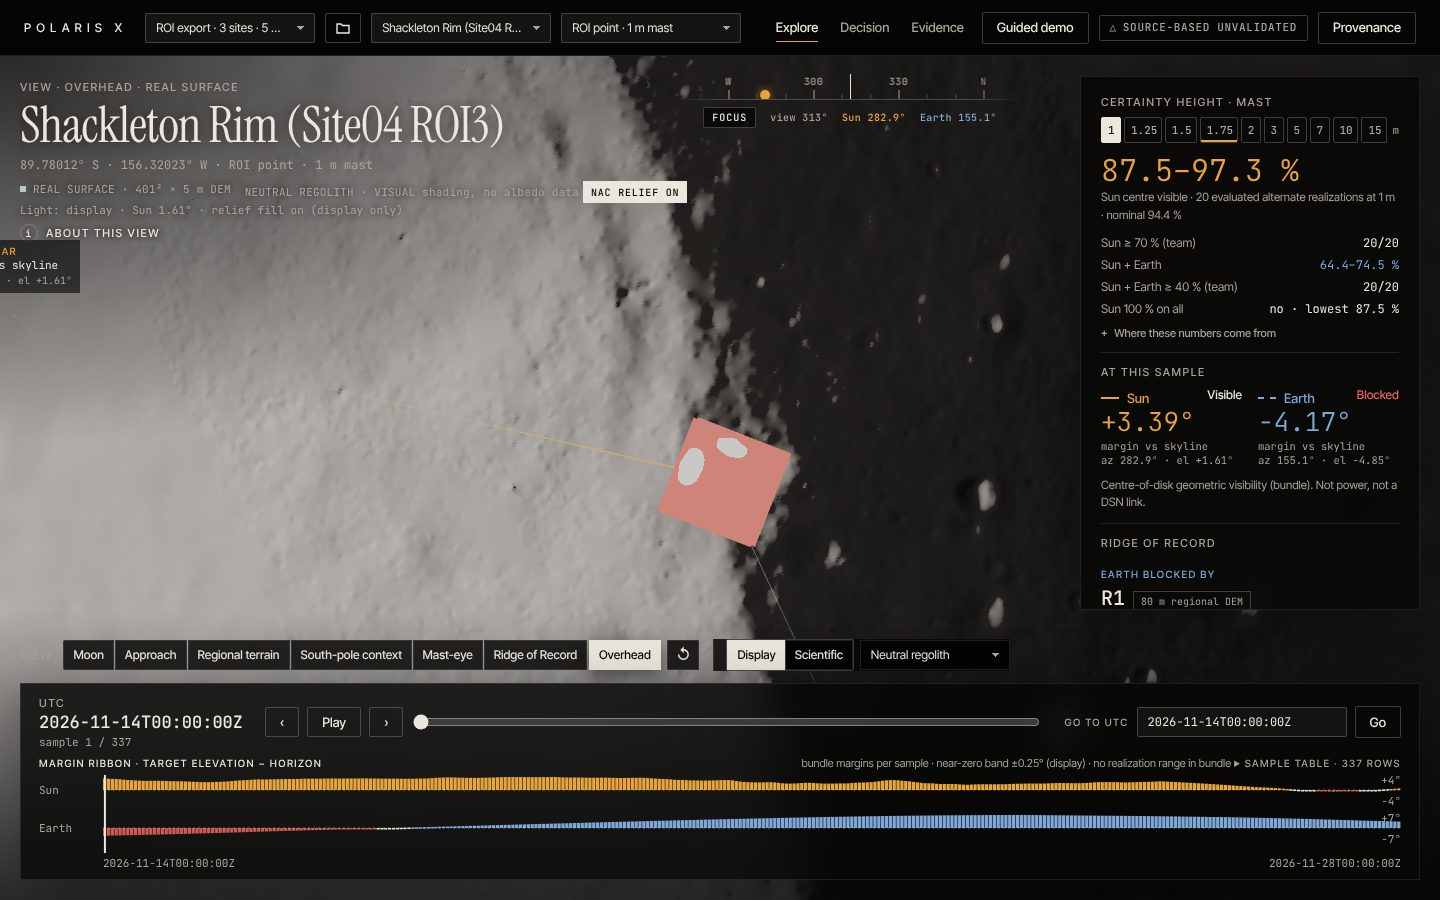 POLARIS X
ROI export · 3 sites · 5 ...
Shackleton Rim (Site04 R...
ROI point · 1 m mast
Explore
Decision
Evidence
Guided demo
△ SOURCE-BASED UNVALIDATED
Provenance
VIEW · OVERHEAD · REAL SURFACE
Shackleton Rim (Site04 ROI3)
89.78012° S · 156.32023° W · ROI point · 1 m mast
REAL SURFACE · 401² × 5 m DEM
NEUTRAL REGOLITH · VISUAL shading, no albedo data
NAC RELIEF ON
Light: display · Sun 1.61° · relief fill on (display only)
i ABOUT THIS VIEW
AR
s skyline
· el +1.61°
W 300 330 N
FOCUS view 313° Sun 282.9° Earth 155.1°
CERTAINTY HEIGHT · MAST
1 1.25 1.5 1.75 2 3 5 7 10 15 m
87.5–97.3 %
Sun centre visible · 20 evaluated alternate realizations at 1 m
· nominal 94.4 %
Sun ≥ 70 % (team) 20/20
Sun + Earth 64.4–74.5 %
Sun + Earth ≥ 40 % (team) 20/20
Sun 100 % on all no · lowest 87.5 %
+ Where these numbers come from
AT THIS SAMPLE
Sun Visible
+3.39°
margin vs skyline
az 282.9° · el +1.61°
Earth Blocked
-4.17°
margin vs skyline
az 155.1° · el -4.85°
Centre-of-disk geometric visibility (bundle). Not power, not a
DSN link.
RIDGE OF RECORD
EARTH BLOCKED BY
R1 80 m regional DEM
VIEW Moon Approach Regional terrain South-pole context Mast-eye Ridge of Record Overhead
Display Scientific Neutral regolith
UTC
2026-11-14T00:00:00Z
sample 1 / 337
‹ Play ›
GO TO UTC 2026-11-14T00:00:00Z Go
MARGIN RIBBON · TARGET ELEVATION − HORIZON
bundle margins per sample · near-zero band ±0.25° (display) · no realization range in bundle ▸ SAMPLE TABLE · 337 ROWS
Sun +4°
-4°
Earth +7°
-7°
2026-11-14T00:00:00Z 2026-11-28T00:00:00Z